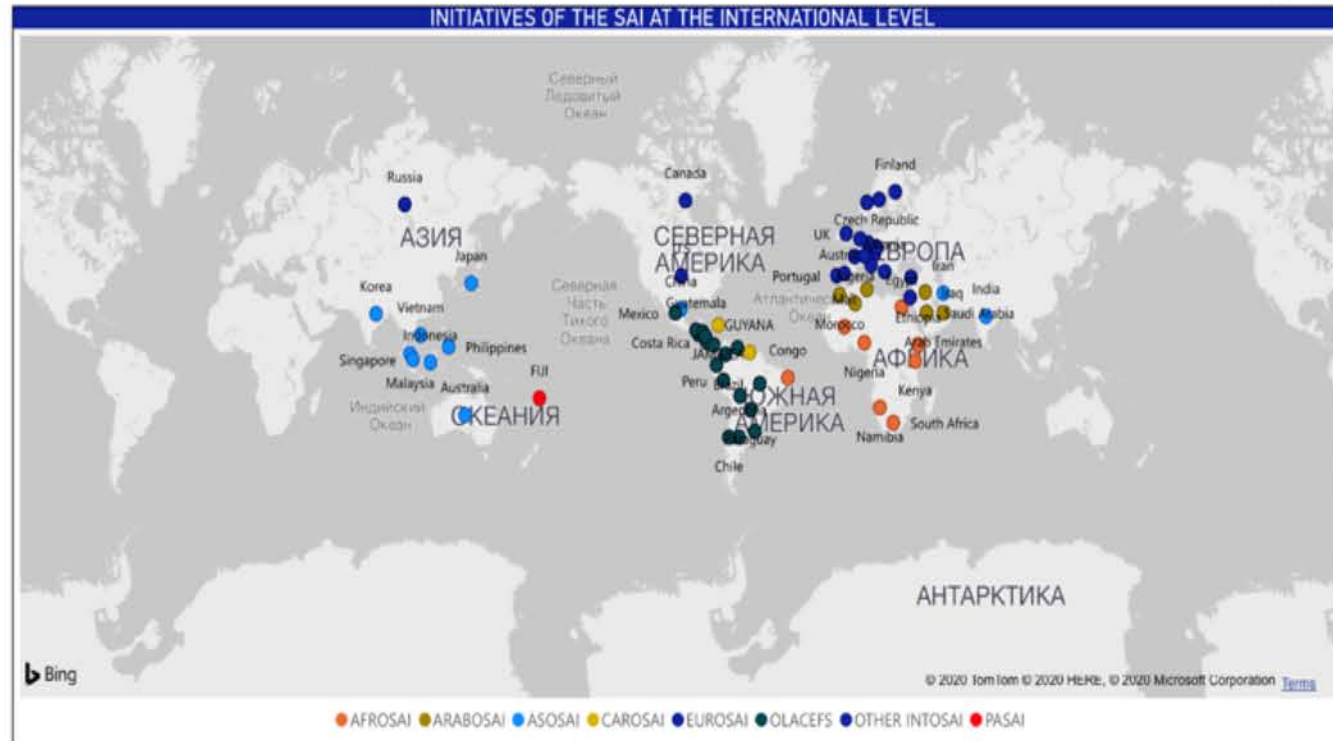 INITIATIVES OF THE SAI AT THE INTERNATIONAL LEVEL
Северный
Ледовитый
Океан
Finland
Russia
Canada
Czech Republic
UK
АЗИЯ
СЕВЕРНАЯ
АМЕРИКА
ЕВРОПА
Japan
Portugal
Iran
China
Korea
Северная
Часть
Тихого
Океана
India
Iraq
Vietnam
Mexico
Guatemala
GUYANA
Morocco
Ethiopia
Saudi Arabia
Indonesia
Costa Rica
Arab Emirates
Singapore
Philippines
Congo
АФРИКА
Malaysia
Australia
FIJI
Peru
Nigeria
Kenya
Индийский
Океан
ОКЕАНИЯ
ЮЖНАЯ
АМЕРИКА
South Africa
Namibia
Chile
АНТАРКТИКА
Bing
© 2020 TomTom © 2020 HERE, © 2020 Microsoft Corporation Terms
AFROSAI ARABOSAI ASOSAI CAROSAI EUROSAI OLACEFS OTHER INTOSAI PASAI